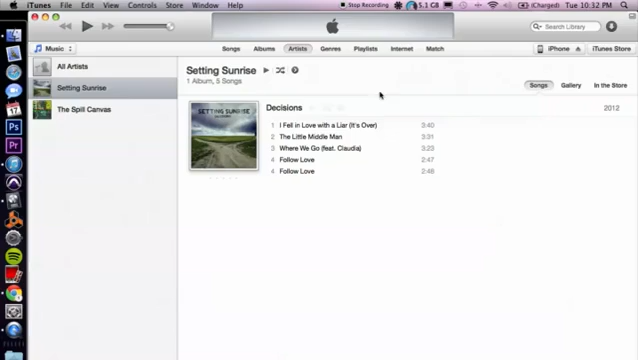 iTunes File Edit View Controls Store Window Help Stop Recording 5.1 GB (Charged) Tue 10:32 PM
Search Library
Music Songs Albums Artists Genres Playlists Internet Match iPhone iTunes Store
All Artists
Setting Sunrise
The Spill Canvas
Setting Sunrise
1 Album, 5 Songs
Songs Gallery In the Store
SETTING SUNRISE
Decisions 2012
1 I Fell in Love with a Liar (It's Over) 3:40
2 The Little Middle Man 3:31
3 Where We Go (feat. Claudia) 3:23
4 Follow Love 2:47
4 Follow Love 2:48
17
Ps
Pr